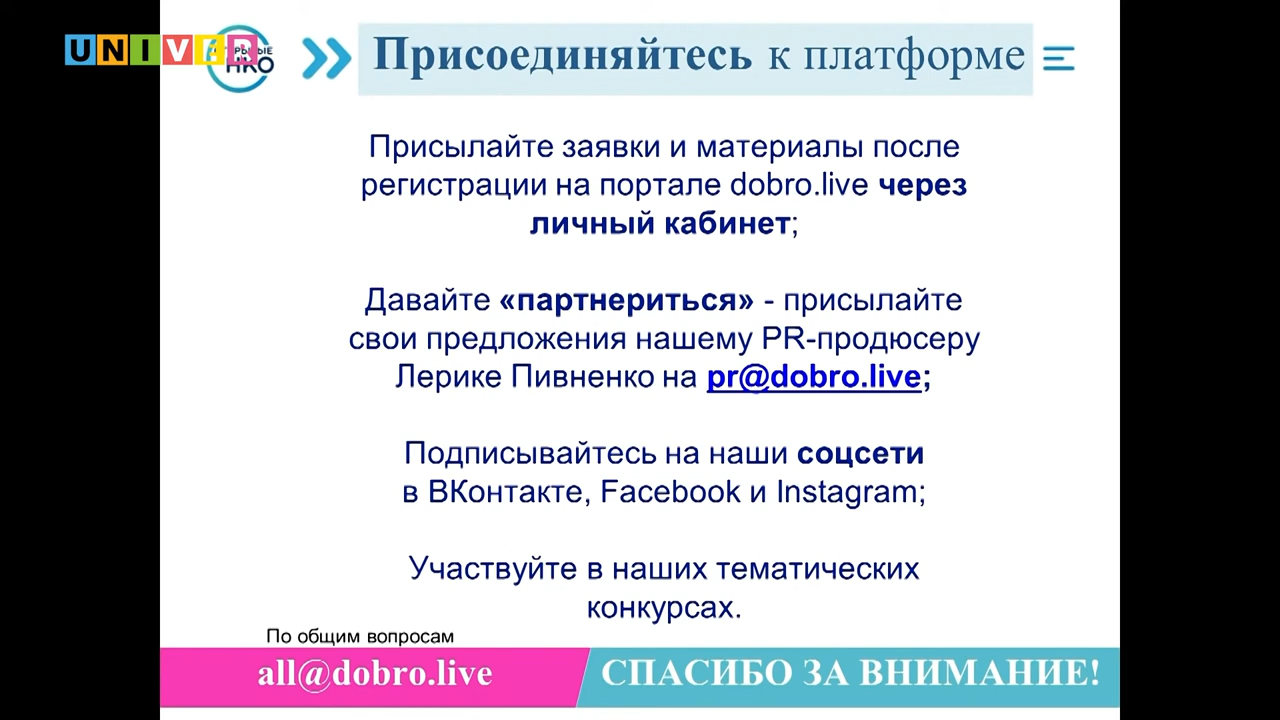 UNIVER
НКО
Присоединяйтесь к платформе
Присылайте заявки и материалы после
регистрации на портале dobro.live через
личный кабинет;
Давайте «партнериться» - присылайте
свои предложения нашему PR-продюсеру
Лерике Пивненко на pr@dobro.live;
Подписывайтесь на наши соцсети
в ВКонтакте, Facebook и Instagram;
Участвуйте в наших тематических
конкурсах.
По общим вопросам
all@dobro.live
СПАСИБО ЗА ВНИМАНИЕ!